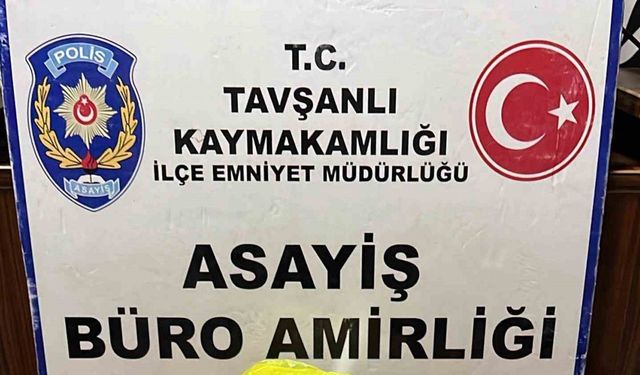 POLİS
ASAYİŞ
T.C.
TAVŞANLI
KAYMAKAMLIĞI
İLÇE EMNİYET MÜDÜRLÜĞÜ
ASAYİŞ
BÜRO AMİRLİĞİ